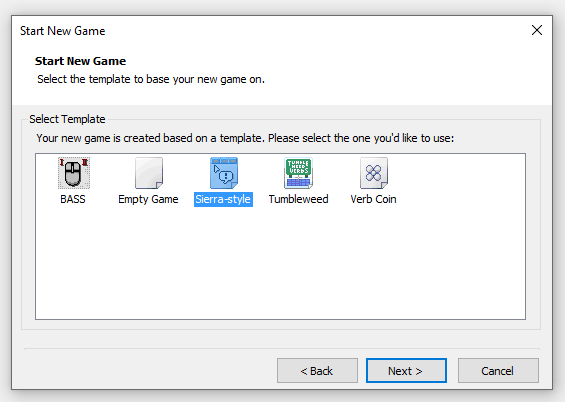 Start New Game
Start New Game
Select the template to base your new game on.
Select Template
Your new game is created based on a template. Please select the one you'd like to use:
I II
TUMBLE
WEED
VERBS
BASS Empty Game Sierra-style Tumbleweed Verb Coin
< Back Next > Cancel